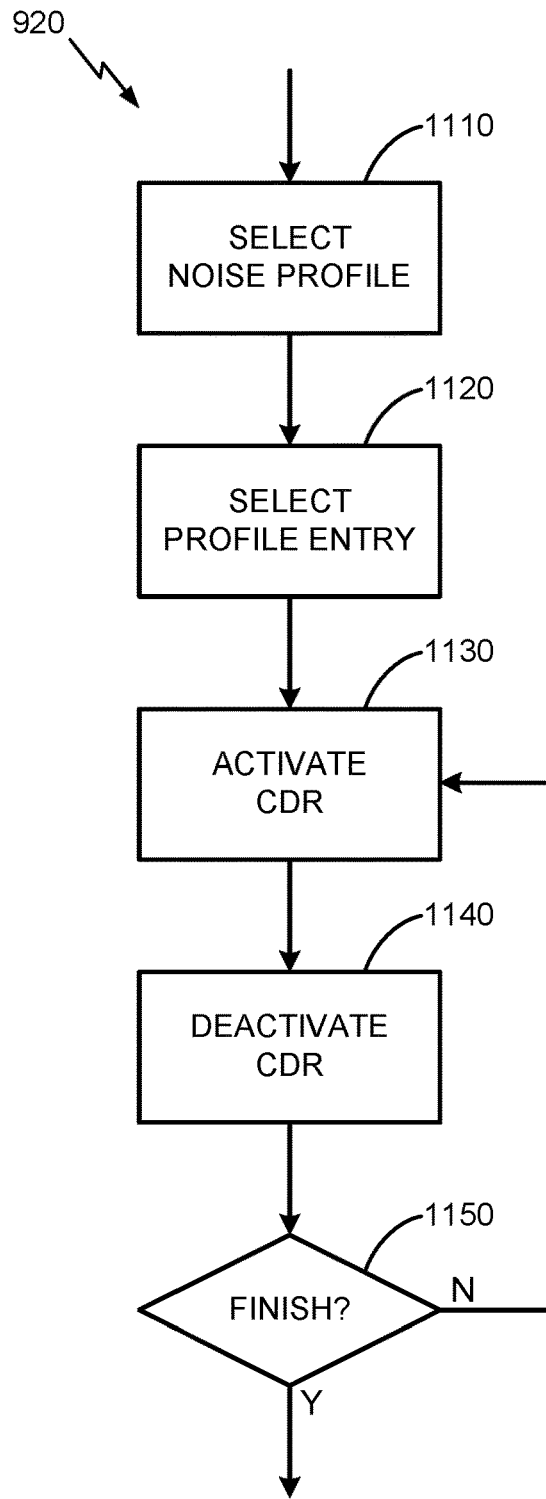 920
1110
SELECT
NOISE PROFILE
1120
SELECT
PROFILE ENTRY
1130
ACTIVATE
CDR
1140
DEACTIVATE
CDR
1150
FINISH?
N
Y